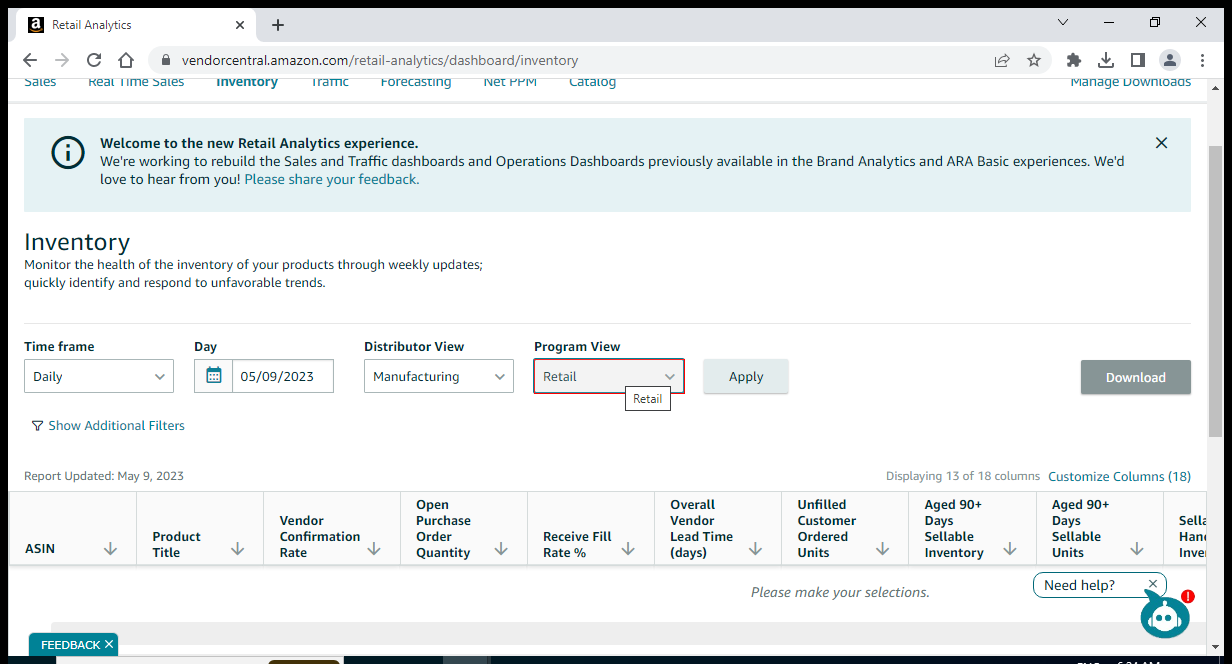 Retail Analytics
vendorcentral.amazon.com/retail-analytics/dashboard/inventory
Sales Real Time Sales Inventory Traffic Forecasting Net PPM Catalog Manage Downloads
Welcome to the new Retail Analytics experience.
We're working to rebuild the Sales and Traffic dashboards and Operations Dashboards previously available in the Brand Analytics and ARA Basic experiences. We'd
love to hear from you! Please share your feedback.
Inventory
Monitor the health of the inventory of your products through weekly updates;
quickly identify and respond to unfavorable trends.
Time frame Day Distributor View Program View
Daily 05/09/2023 Manufacturing Retail Apply Download
Retail
Show Additional Filters
Report Updated: May 9, 2023 Displaying 13 of 18 columns Customize Columns (18)
ASIN
Product
Title
Vendor
Confirmation
Rate
Open
Purchase
Order
Quantity
Receive Fill
Rate %
Overall
Vendor
Lead Time
(days)
Unfilled
Customer
Ordered
Units
Aged 90+
Days
Sellable
Inventory
Aged 90+
Days
Sellable
Units
Please make your selections.
Need help?
FEEDBACK